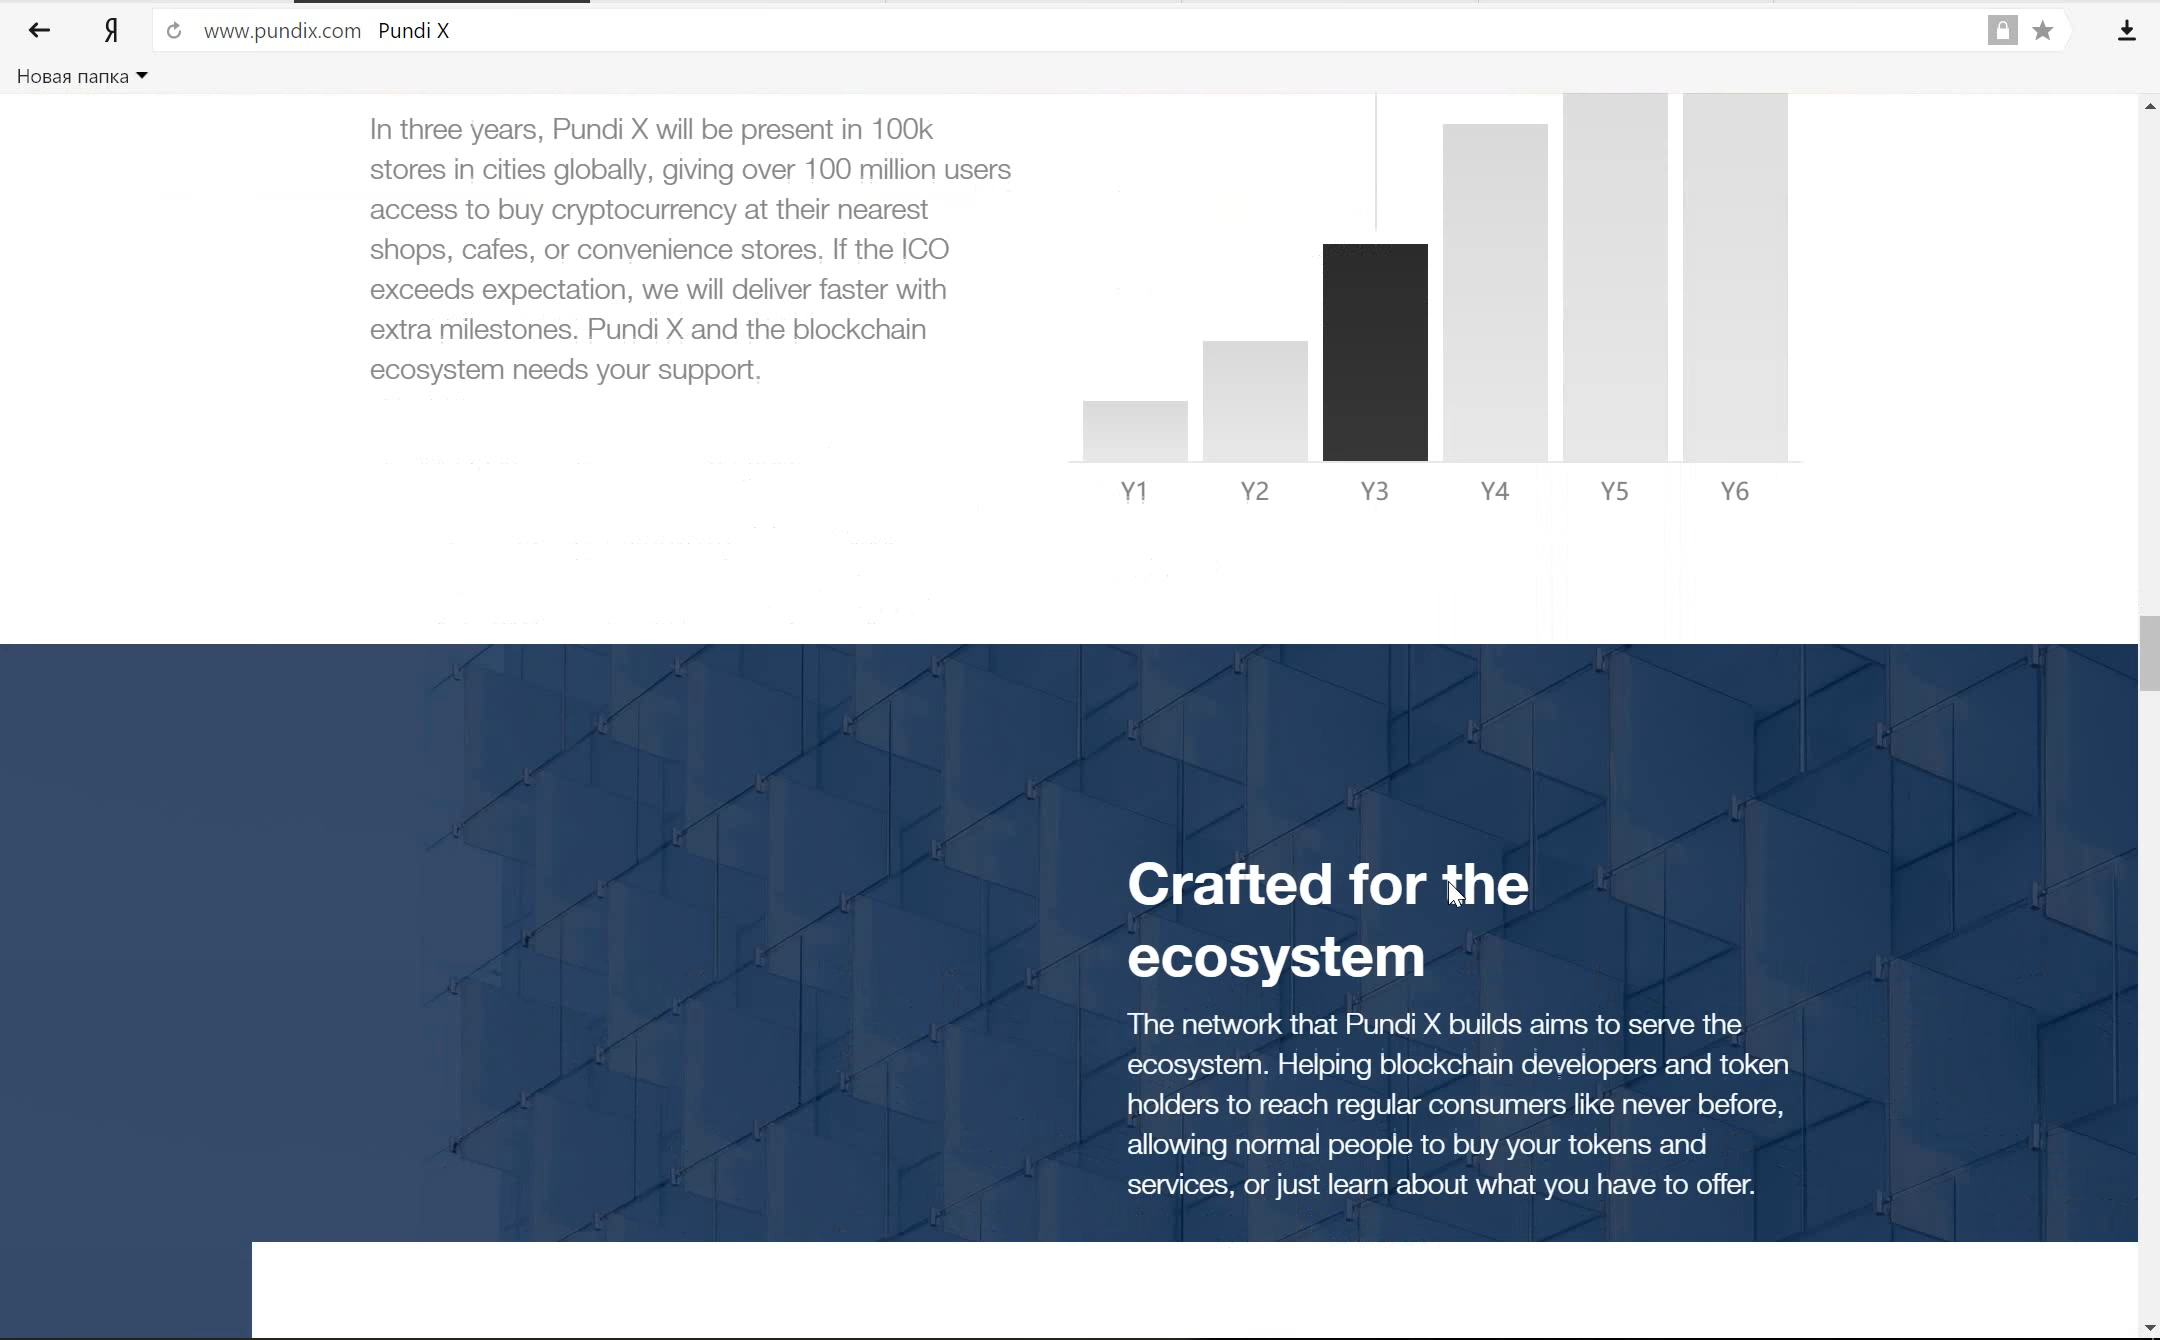 Я
www.pundix.com Pundi X
Новая папка
In three years, Pundi X will be present in 100k
stores in cities globally, giving over 100 million users
access to buy cryptocurrency at their nearest
shops, cafes, or convenience stores. If the ICO
exceeds expectation, we will deliver faster with
extra milestones. Pundi X and the blockchain
ecosystem needs your support.
Y1 Y2 Y3 Y4 Y5 Y6
Crafted for the
ecosystem
The network that Pundi X builds aims to serve the
ecosystem. Helping blockchain developers and token
holders to reach regular consumers like never before,
allowing normal people to buy your tokens and
services, or just learn about what you have to offer.